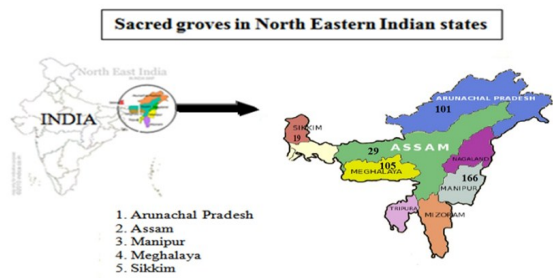 Sacred groves in North Eastern Indian states
North East India
INDIA
ARUNACHAL PRADESH
101
SIKKIM
19
ASSAM
29
NAGALAND
105
MEGHALAYA
166
MANIPUR
TRIPURA
MIZORAM
1. Arunachal Pradesh
2. Assam
3. Manipur
4. Meghalaya
5. Sikkim